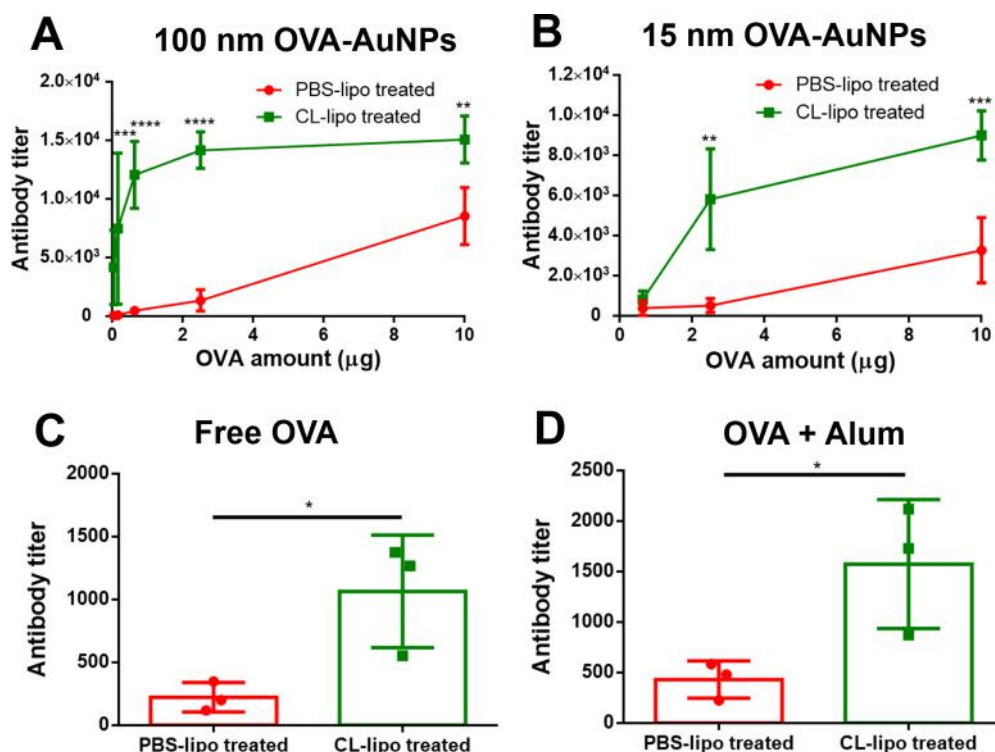 A
100 nm OVA-AuNPs
PBS-lipo treated
CL-lipo treated
2.0×10⁴
1.5×10⁴
1.0×10⁴
5.0×10³
0
*** **** **** **
Antibody titer
0 2 4 6 8 10
OVA amount (μg)
B
15 nm OVA-AuNPs
PBS-lipo treated
CL-lipo treated
1.2×10⁴
1.0×10⁴
8.0×10³
6.0×10³
4.0×10³
2.0×10³
0
** ***
Antibody titer
0 2 4 6 8 10
OVA amount (μg)
C
Free OVA
2000
1500
1000
500
0
*
Antibody titer
PBS-lipo treated CL-lipo treated
D
OVA + Alum
2500
2000
1500
1000
500
0
*
Antibody titer
PBS-lipo treated CL-lipo treated